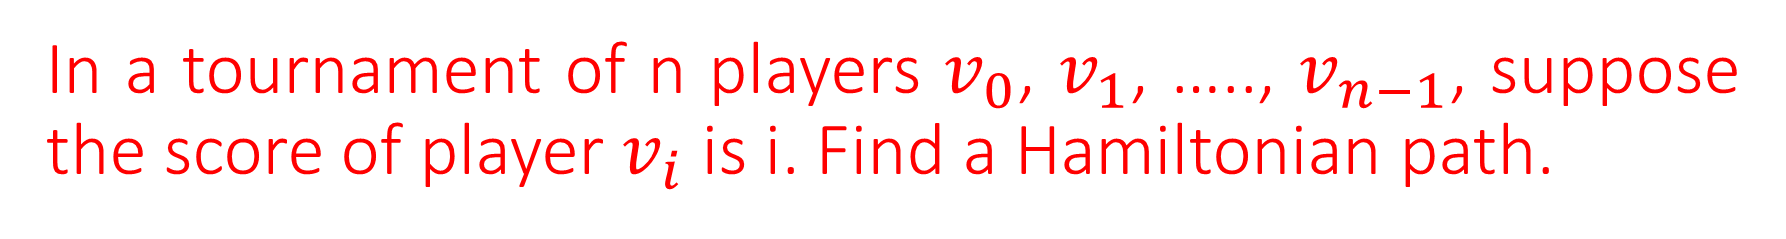 In a tournament of n players 𝒗₀, 𝒗₁, ....., 𝒗ₙ₋₁, suppose
the score of player 𝒗ᵢ is i. Find a Hamiltonian path.